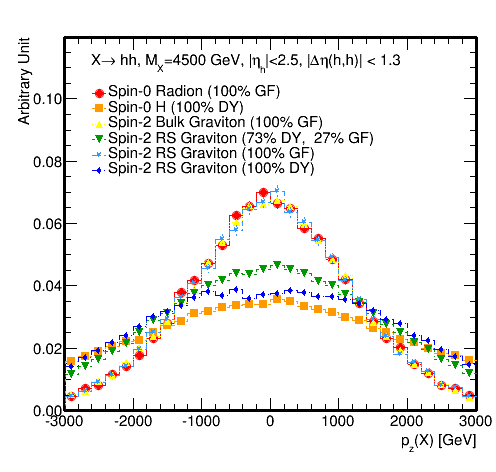 X→ hh, M_X=4500 GeV, |η_h|<2.5, |Δη(h,h)| < 1.3
Spin-0 Radion (100% GF)
Spin-0 H (100% DY)
Spin-2 Bulk Graviton (100% GF)
Spin-2 RS Graviton (73% DY, 27% GF)
Spin-2 RS Graviton (100% GF)
Spin-2 RS Graviton (100% DY)
Arbitrary Unit
0.10
0.08
0.06
0.04
0.02
0.00
-3000 -2000 -1000 0 1000 2000 3000
p_z(X) [GeV]